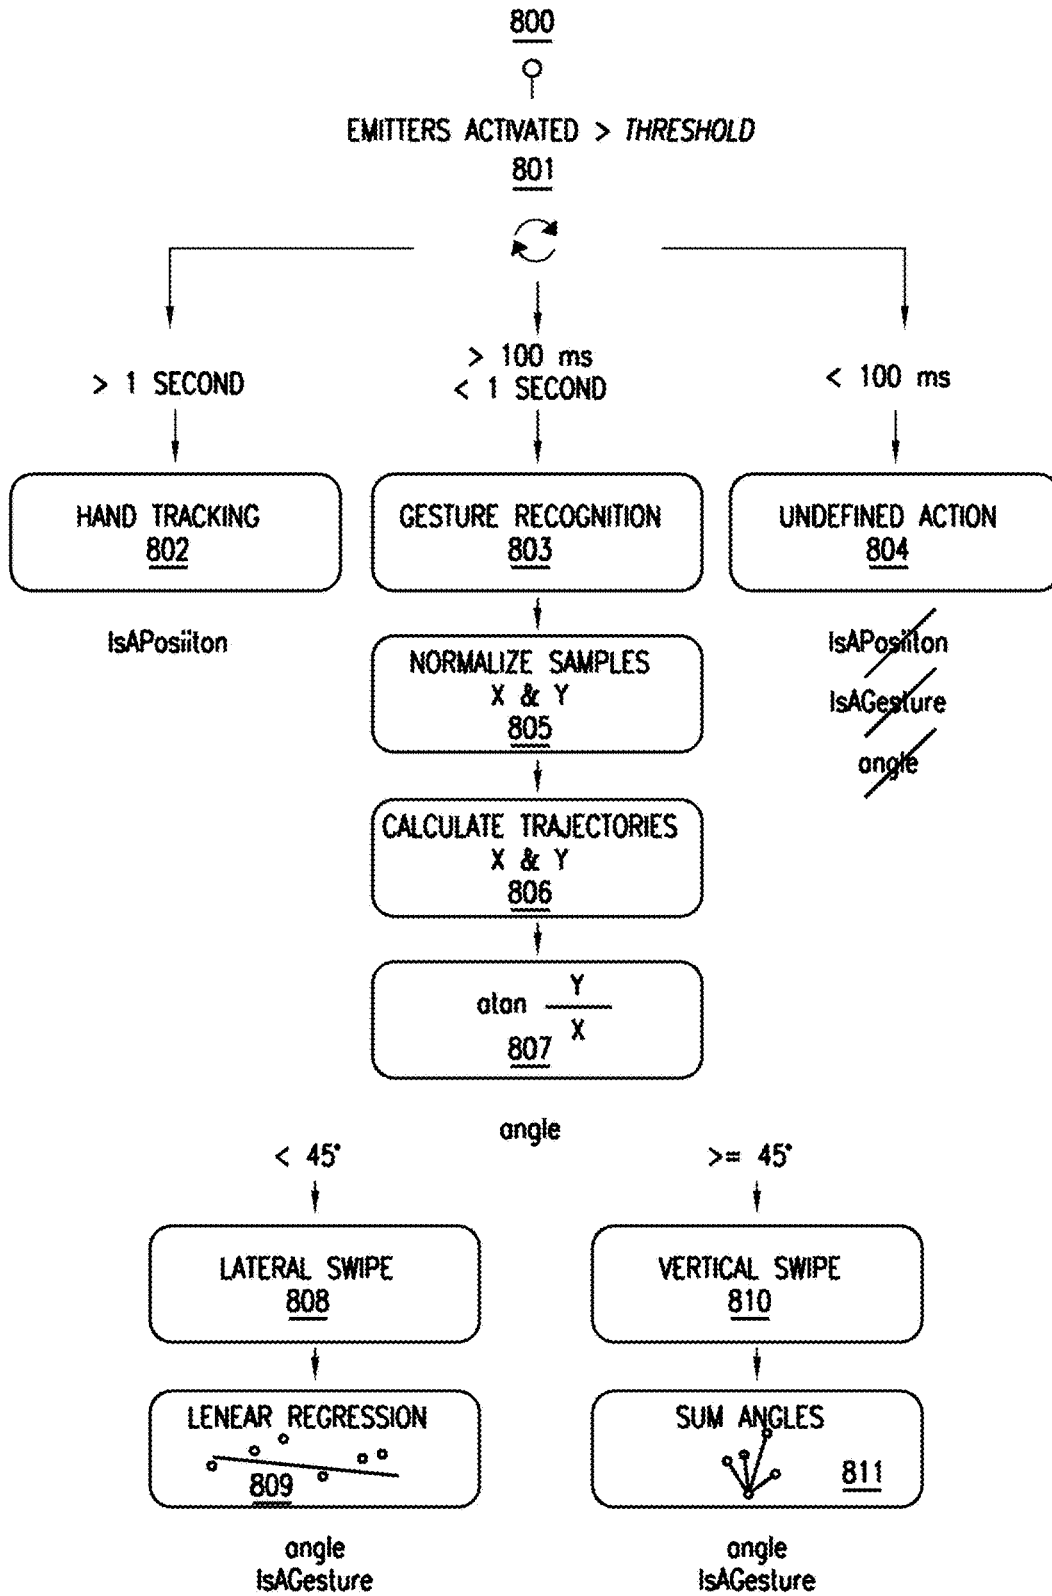 800
EMITTERS ACTIVATED > THRESHOLD
801
> 1 SECOND
> 100 ms
< 1 SECOND
< 100 ms
HAND TRACKING
802
GESTURE RECOGNITION
803
UNDEFINED ACTION
804
IsAPosiiton
IsAPosiiton
IsAGesture
angle
NORMALIZE SAMPLES
X & Y
805
CALCULATE TRAJECTORIES
X & Y
806
atan Y
X
807
angle
< 45°
>= 45°
LATERAL SWIPE
808
VERTICAL SWIPE
810
LENEAR REGRESSION
809
SUM ANGLES
811
angle
IsAGesture
angle
IsAGesture